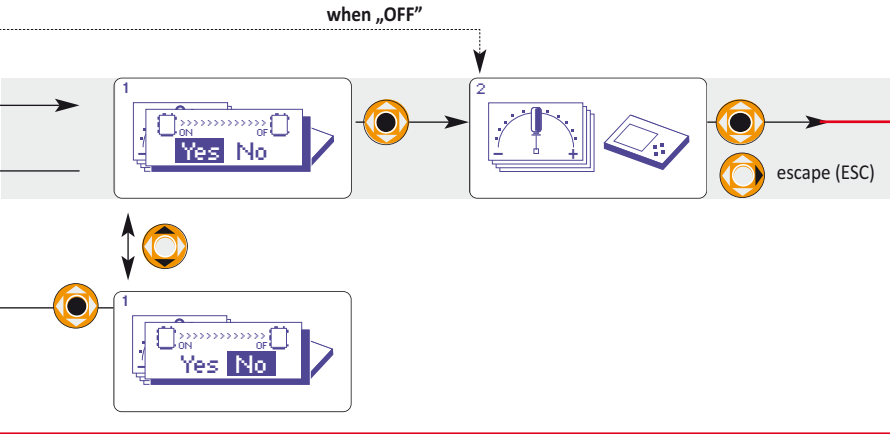 when „OFF”
1
>>>>>>>>>>>>>
ON OF
Yes No
2
− +
escape (ESC)
1
>>>>>>>>>>>>>
ON OF
Yes No